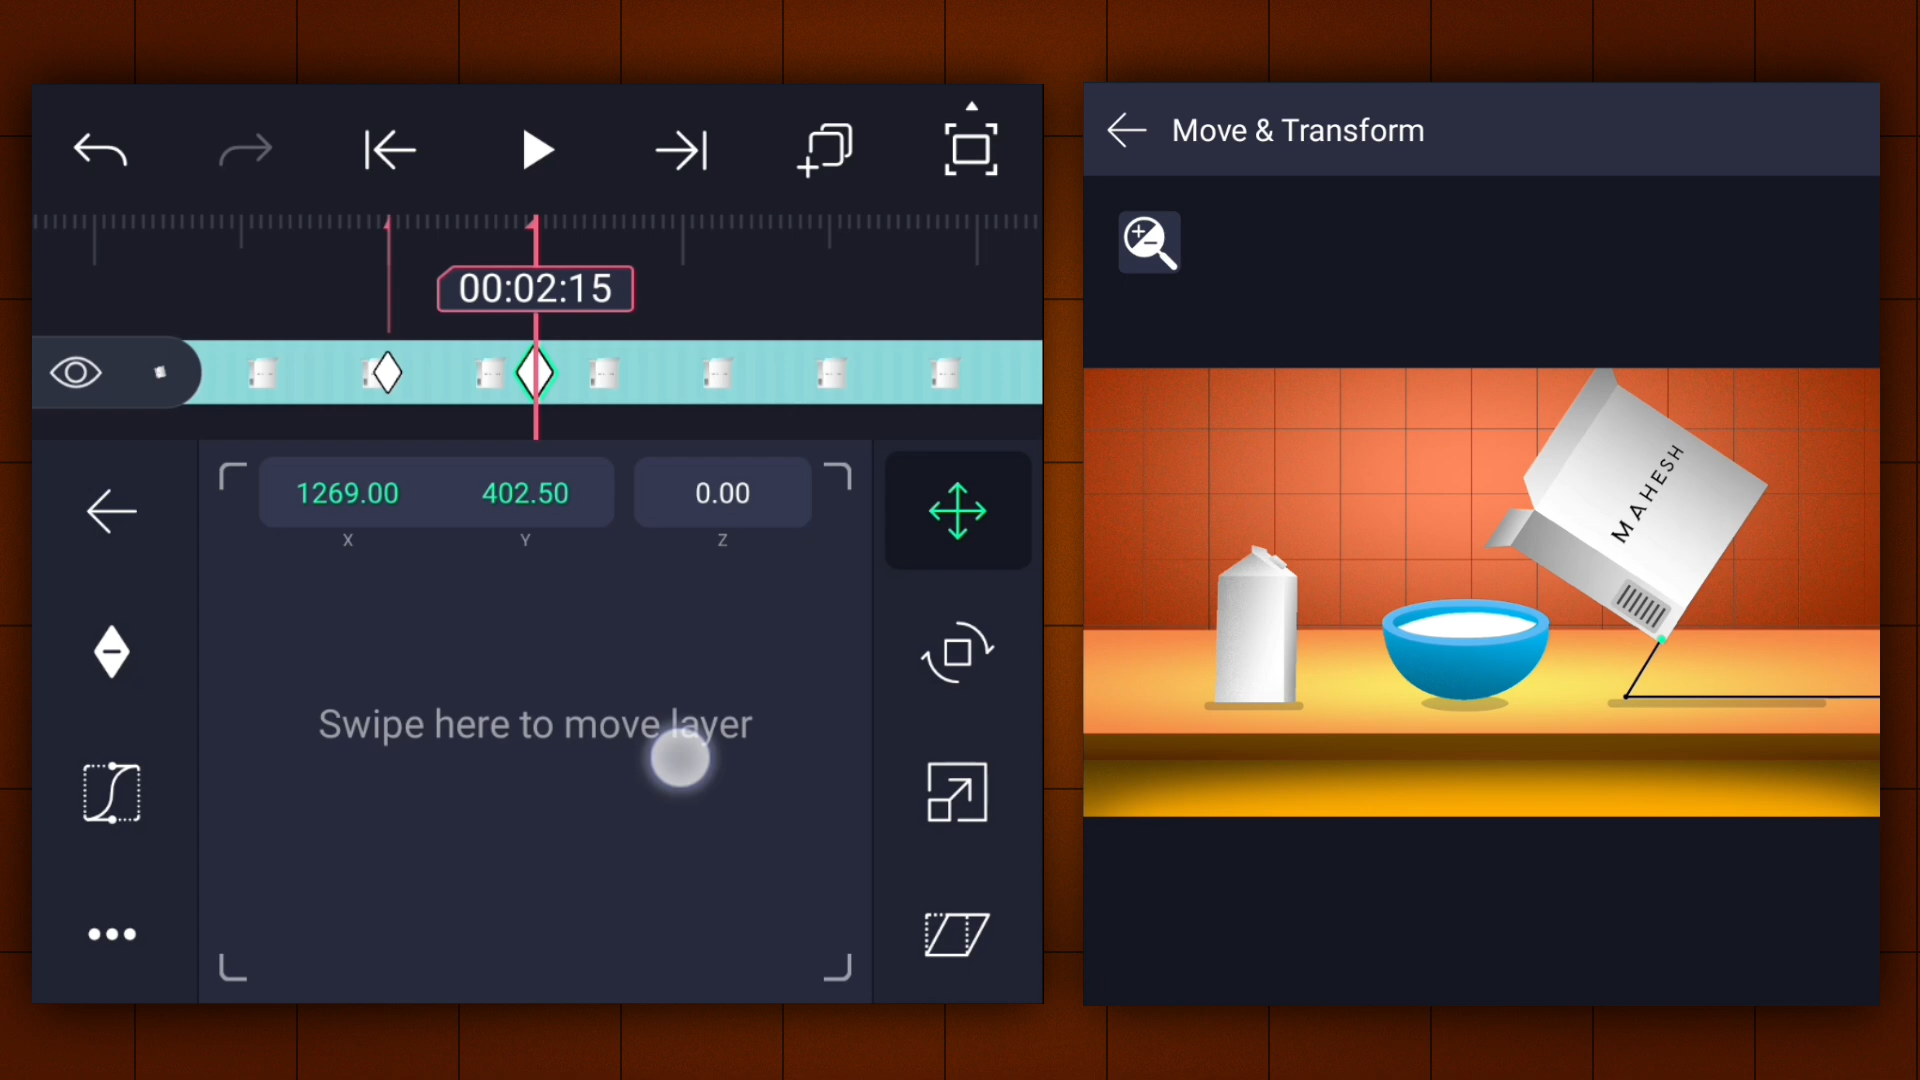 Move & Transform
00:02:15
1269.00 402.50 0.00
X Y Z
Swipe here to move layer
MAHESH